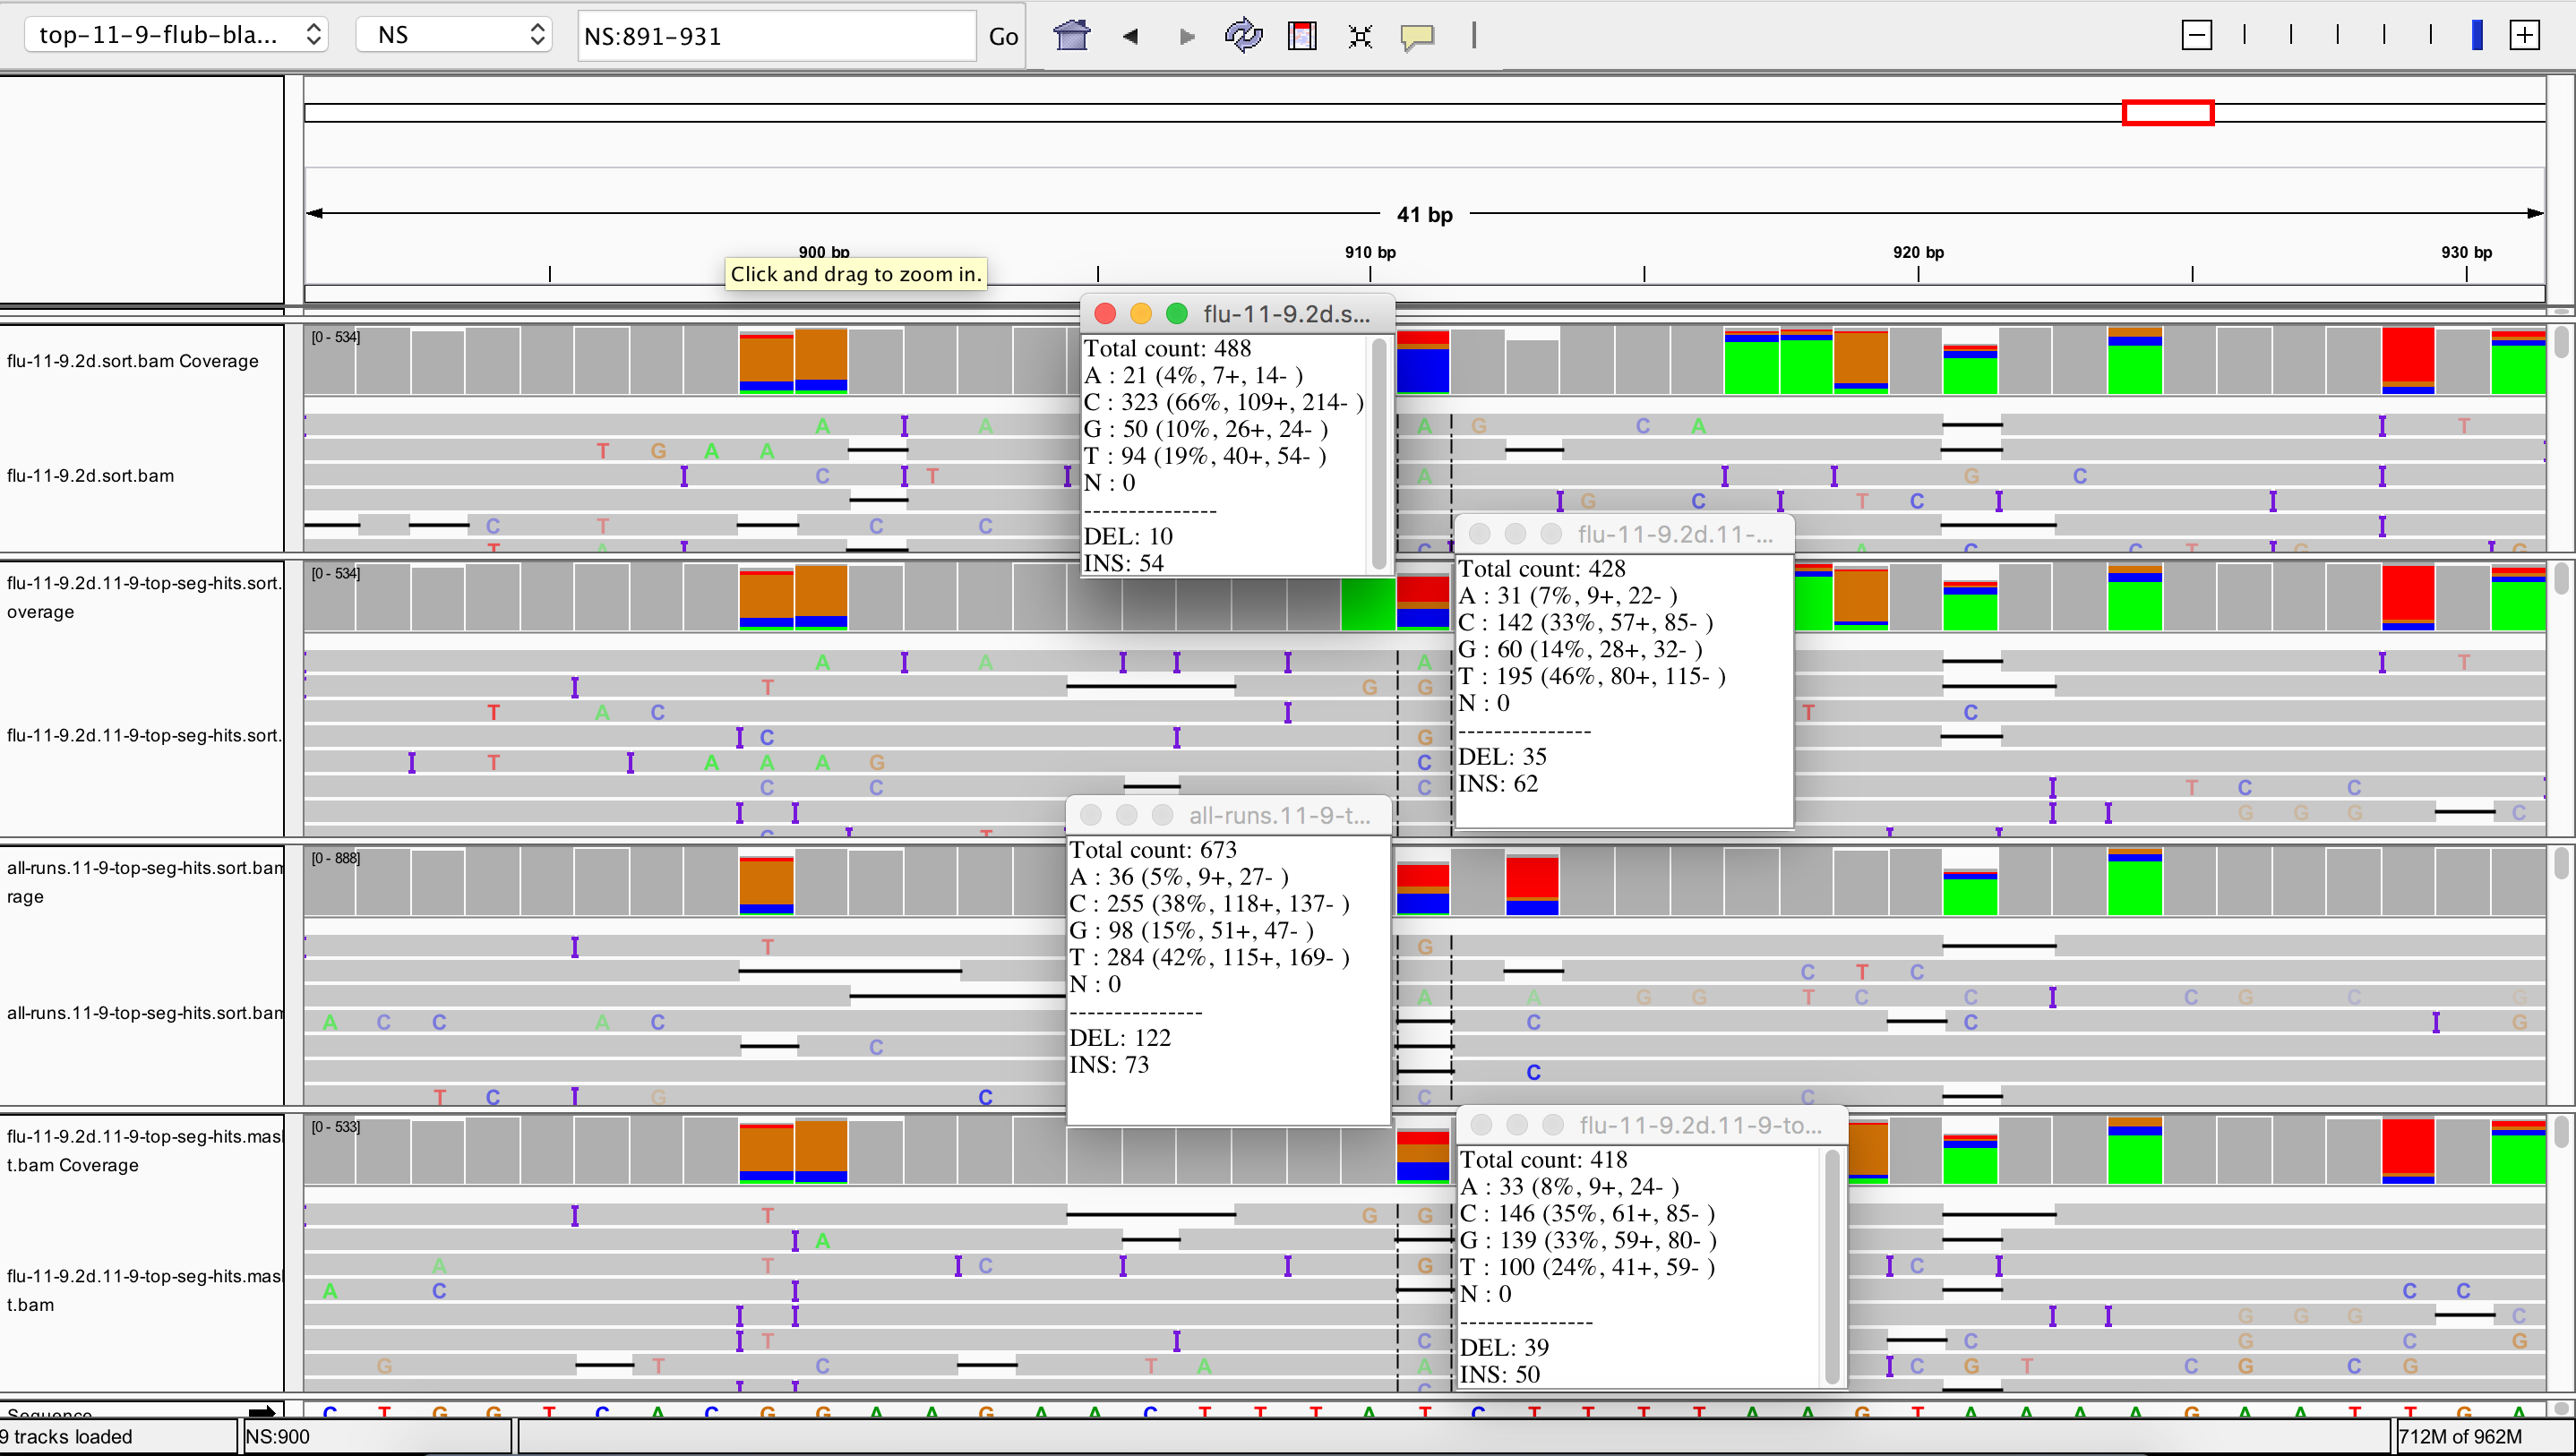 top-11-9-flub-bla...
NS
NS:891-931
Go
41 bp
900 bp
910 bp
920 bp
930 bp
Click and drag to zoom in.
flu-11-9.2d.sort.bam Coverage
[0 - 534]
flu-11-9.2d.sort.bam
flu-11-9.2d.s...
Total count: 488
A : 21 (4%, 7+, 14- )
C : 323 (66%, 109+, 214- )
G : 50 (10%, 26+, 24- )
T : 94 (19%, 40+, 54- )
N : 0
---------------
DEL: 10
INS: 54
flu-11-9.2d.11-9-top-seg-hits.sort.
overage
[0 - 534]
flu-11-9.2d.11-9-top-seg-hits.sort.
flu-11-9.2d.11-...
Total count: 428
A : 31 (7%, 9+, 22- )
C : 142 (33%, 57+, 85- )
G : 60 (14%, 28+, 32- )
T : 195 (46%, 80+, 115- )
N : 0
---------------
DEL: 35
INS: 62
all-runs.11-9-top-seg-hits.sort.bam
rage
[0 - 888]
all-runs.11-9-top-seg-hits.sort.bam
all-runs.11-9-t...
Total count: 673
A : 36 (5%, 9+, 27- )
C : 255 (38%, 118+, 137- )
G : 98 (15%, 51+, 47- )
T : 284 (42%, 115+, 169- )
N : 0
---------------
DEL: 122
INS: 73
flu-11-9.2d.11-9-top-seg-hits.mas
t.bam Coverage
[0 - 533]
flu-11-9.2d.11-9-top-seg-hits.mas
t.bam
flu-11-9.2d.11-9-to...
Total count: 418
A : 33 (8%, 9+, 24- )
C : 146 (35%, 61+, 85- )
G : 139 (33%, 59+, 80- )
T : 100 (24%, 41+, 59- )
N : 0
---------------
DEL: 39
INS: 50
Sequence
C T G G T C A C G G A A G A A C T T T A T C T T T T A A G T A A A A G A A T T G A
9 tracks loaded
NS:900
712M of 962M